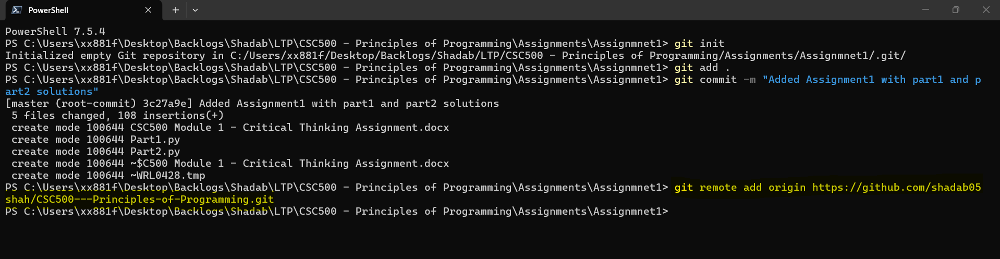 PowerShell
PowerShell 7.5.4
PS C:\Users\xx881f\Desktop\Backlogs\Shadab\LTP\CSC500 - Principles of Programming\Assignments\Assignmnet1> git init
Initialized empty Git repository in C:/Users/xx881f/Desktop/Backlogs/Shadab/LTP/CSC500 - Principles of Programming/Assignments/Assignmnet1/.git/
PS C:\Users\xx881f\Desktop\Backlogs\Shadab\LTP\CSC500 - Principles of Programming\Assignments\Assignmnet1> git add .
PS C:\Users\xx881f\Desktop\Backlogs\Shadab\LTP\CSC500 - Principles of Programming\Assignments\Assignmnet1> git commit -m "Added Assignment1 with part1 and p
art2 solutions"
[master (root-commit) 3c27a9e] Added Assignment1 with part1 and part2 solutions
 5 files changed, 108 insertions(+)
 create mode 100644 CSC500 Module 1 - Critical Thinking Assignment.docx
 create mode 100644 Part1.py
 create mode 100644 Part2.py
 create mode 100644 ~$C500 Module 1 - Critical Thinking Assignment.docx
 create mode 100644 ~WRL0428.tmp
PS C:\Users\xx881f\Desktop\Backlogs\Shadab\LTP\CSC500 - Principles of Programming\Assignments\Assignmnet1> git remote add origin https://github.com/shadab05
shah/CSC500---Principles-of-Programming.git
PS C:\Users\xx881f\Desktop\Backlogs\Shadab\LTP\CSC500 - Principles of Programming\Assignments\Assignmnet1>